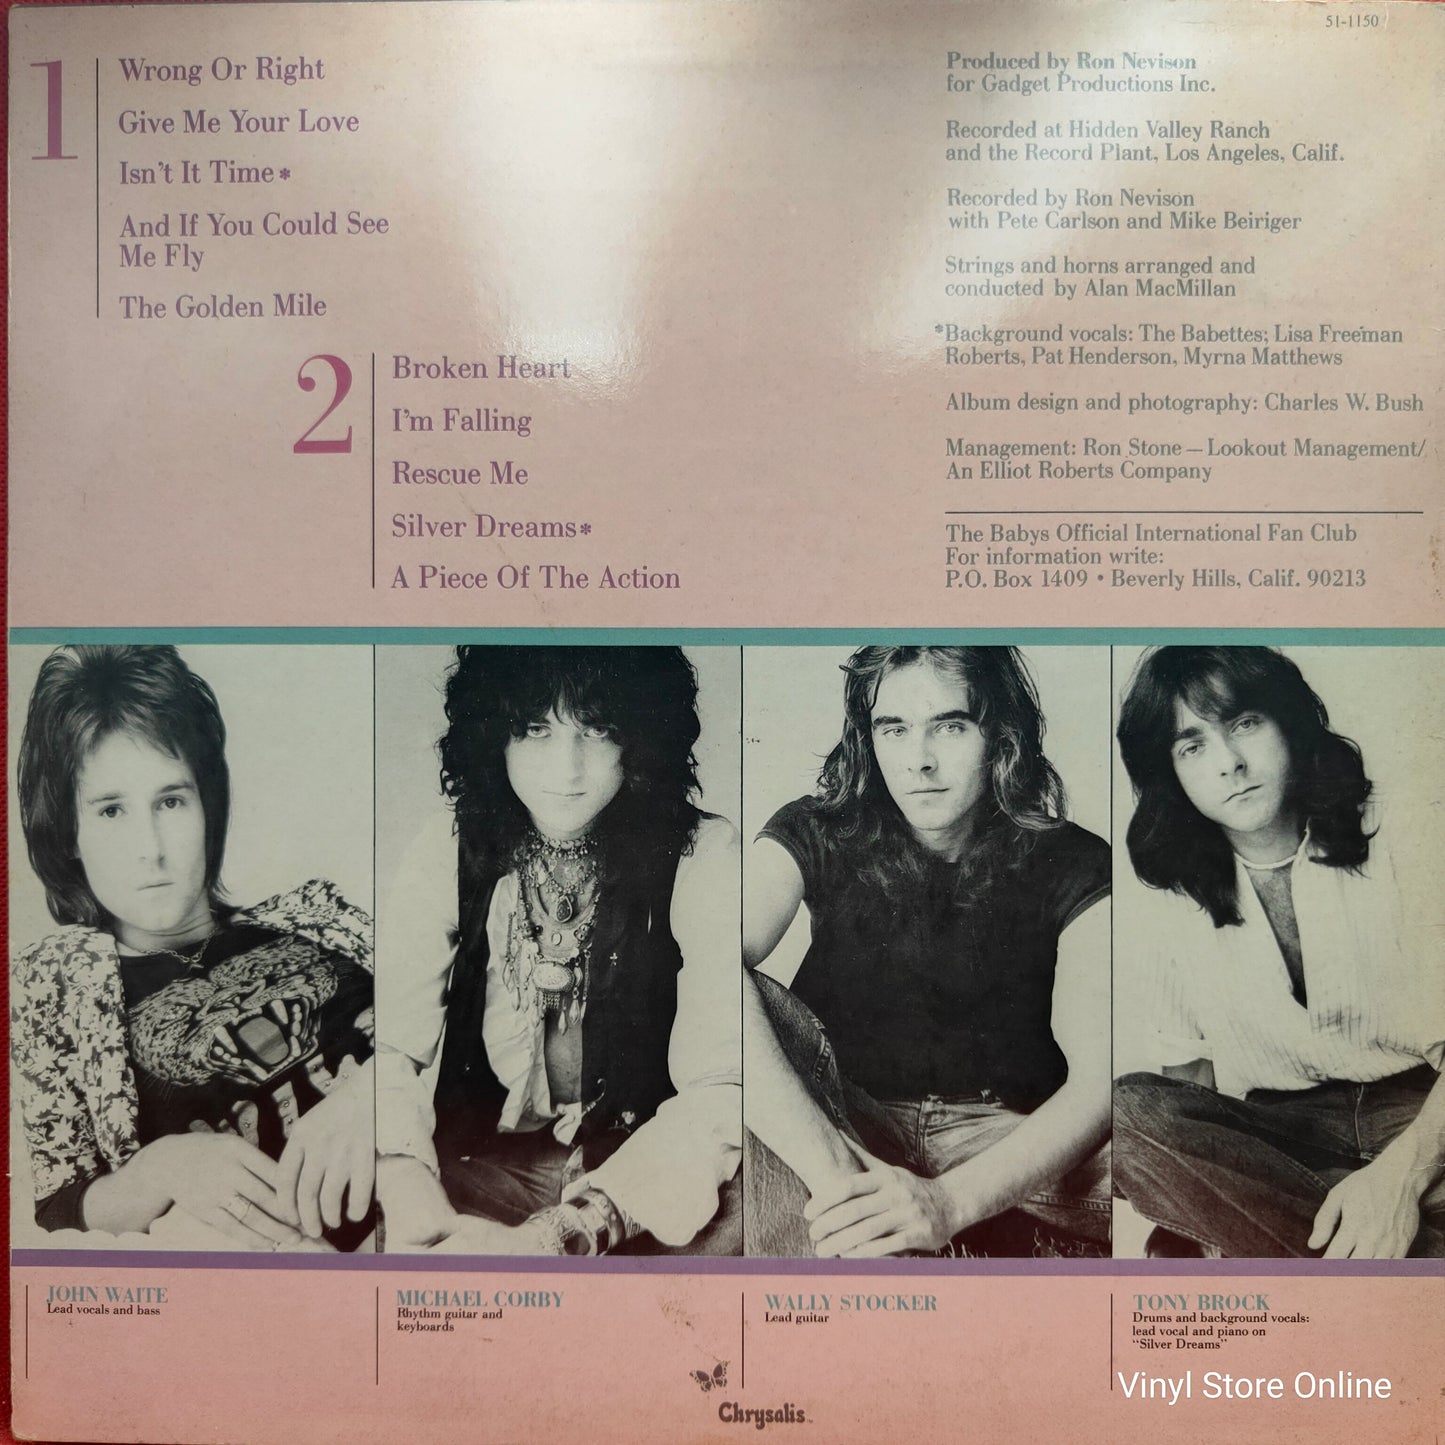 51-1150
1
Wrong Or Right
Give Me Your Love
Isn't It Time*
And If You Could See
Me Fly
The Golden Mile
2
Broken Heart
I'm Falling
Rescue Me
Silver Dreams*
A Piece Of The Action
Produced by Ron Nevison
for Gadget Productions Inc.
Recorded at Hidden Valley Ranch
and the Record Plant, Los Angeles, Calif.
Recorded by Ron Nevison
with Pete Carlson and Mike Beiriger
Strings and horns arranged and
conducted by Alan MacMillan
*Background vocals: The Babettes; Lisa Freeman
Roberts, Pat Henderson, Myrna Matthews
Album design and photography: Charles W. Bush
Management: Ron Stone — Lookout Management/
An Elliot Roberts Company
The Babys Official International Fan Club
For information write:
P.O. Box 1409 • Beverly Hills, Calif. 90213
JOHN WAITE
Lead vocals and bass
MICHAEL CORBY
Rhythm guitar and
keyboards
WALLY STOCKER
Lead guitar
TONY BROCK
Drums and background vocals:
lead vocal and piano on
"Silver Dreams"
Chrysalis
Vinyl Store Online